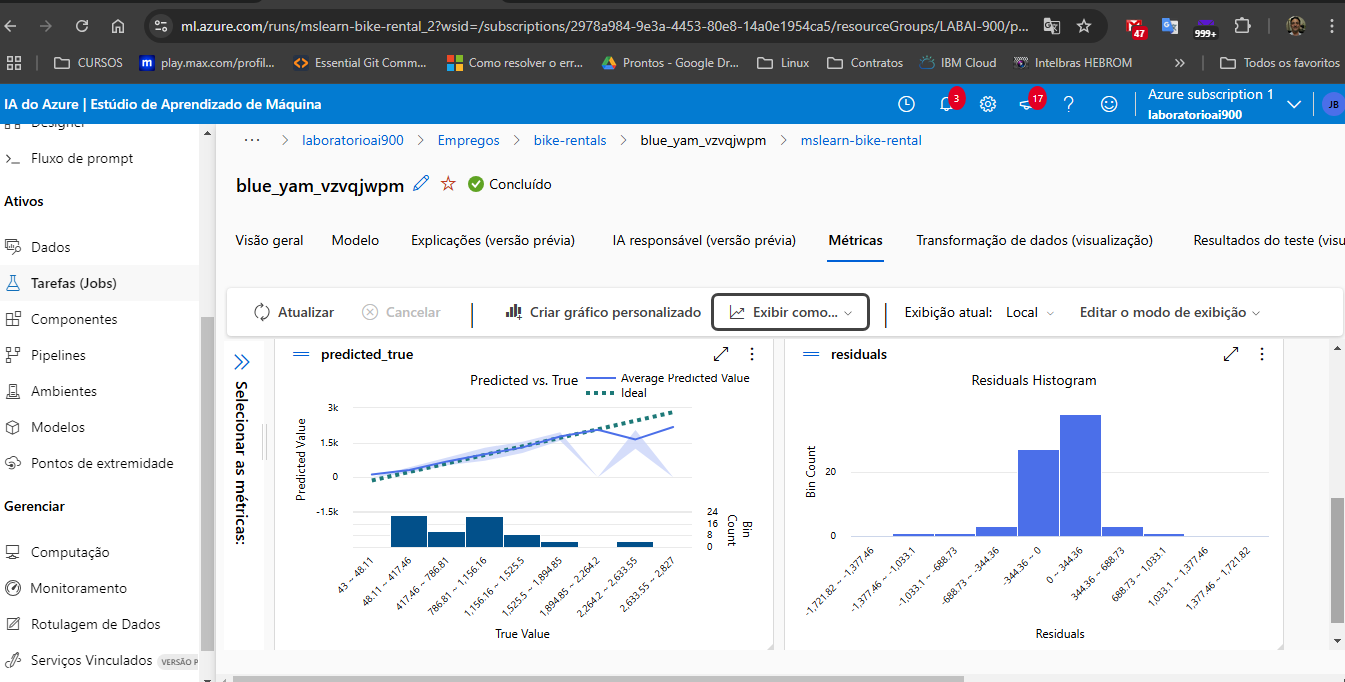 ml.azure.com/runs/mslearn-bike-rental_2?wsid=/subscriptions/2978a984-9e3a-4453-80e8-14a0e1954ca5/resourceGroups/LABAI-900/p...
47
999+
CURSOS
play.max.com/profil...
Essential Git Comm...
Como resolver o err...
Prontos - Google Dr...
Linux
Contratos
IBM Cloud
Intelbras HEBROM
Todos os favoritos
IA do Azure | Estúdio de Aprendizado de Máquina
3
17
Azure subscription 1
laboratorioai900
JB
Designer
Fluxo de prompt
Ativos
Dados
Tarefas (Jobs)
Componentes
Pipelines
Ambientes
Modelos
Pontos de extremidade
Gerenciar
Computação
Monitoramento
Rotulagem de Dados
Serviços Vinculados VERSÃO P
... > laboratorioai900 > Empregos > bike-rentals > blue_yam_vzvqjwpm > mslearn-bike-rental
blue_yam_vzvqjwpm Concluído
Visão geral Modelo Explicações (versão prévia) IA responsável (versão prévia) Métricas Transformação de dados (visualização) Resultados do teste (visu
Atualizar Cancelar Criar gráfico personalizado Exibir como... Exibição atual: Local Editar o modo de exibição
Selecionar as métricas:
predicted_true
Predicted vs. True
Average Predicted Value
Ideal
Predicted Value
3k
1.5k
0
-1.5k
24
16
8
0
Bin
Count
43 ~ 48.11
48.11 ~ 417.46
417.46 ~ 786.81
786.81 ~ 1,156.16
1,156.16 ~ 1,525.5
1,525.5 ~ 1,894.85
1,894.85 ~ 2,264.2
2,264.2 ~ 2,633.55
2,633.55 ~ 2,827
True Value
residuals
Residuals Histogram
Bin Count
20
0
-1,721.82 ~ -1,377.46
-1,377.46 ~ -1,033.1
-1,033.1 ~ -688.73
-688.73 ~ -344.36
-344.36 ~ 0
0 ~ 344.36
344.36 ~ 688.73
688.73 ~ 1,033.1
1,033.1 ~ 1,377.46
1,377.46 ~ 1,721.82
Residuals